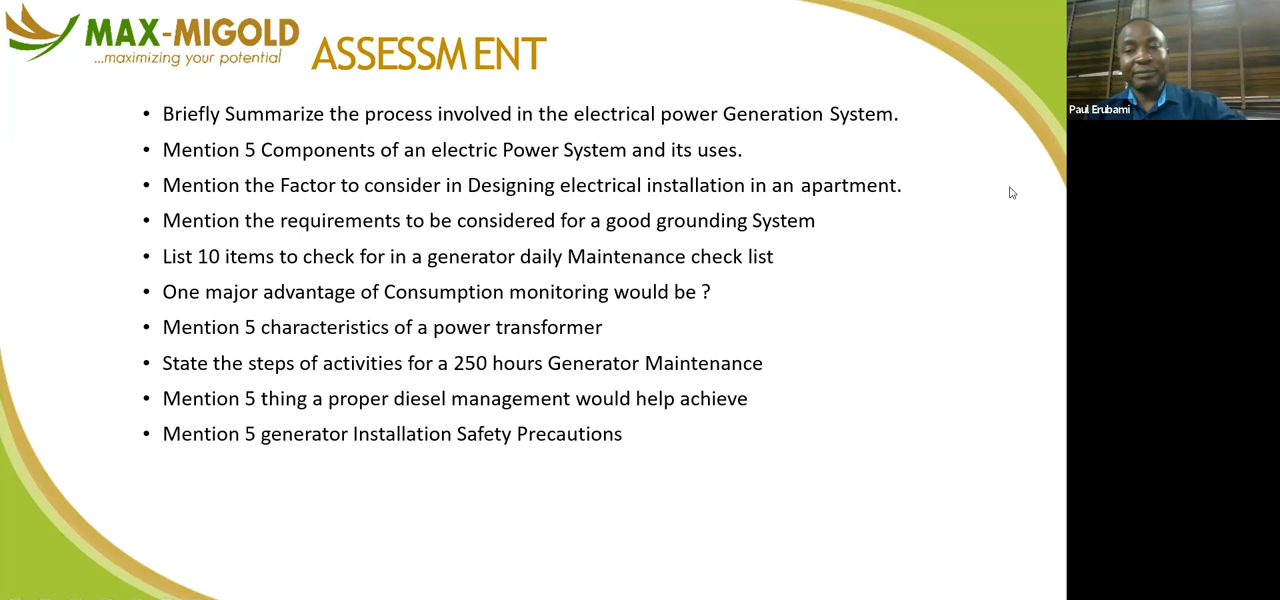 MAX-MIGOLD
...maximizing your potential
ASSESSMENT
• Briefly Summarize the process involved in the electrical power Generation System.
• Mention 5 Components of an electric Power System and its uses.
• Mention the Factor to consider in Designing electrical installation in an apartment.
• Mention the requirements to be considered for a good grounding System
• List 10 items to check for in a generator daily Maintenance check list
• One major advantage of Consumption monitoring would be ?
• Mention 5 characteristics of a power transformer
• State the steps of activities for a 250 hours Generator Maintenance
• Mention 5 thing a proper diesel management would help achieve
• Mention 5 generator Installation Safety Precautions
Paul Erubami